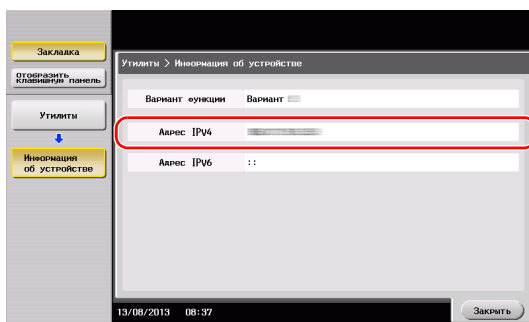 Закладка
Отобразить
клавишную панель
Утилиты
Информация
об устройстве
Утилиты > Информация об устройстве
Вариант функции Вариант
Адрес IPV4
Адрес IPV6 ::
13/08/2013 08:37
Закрыть